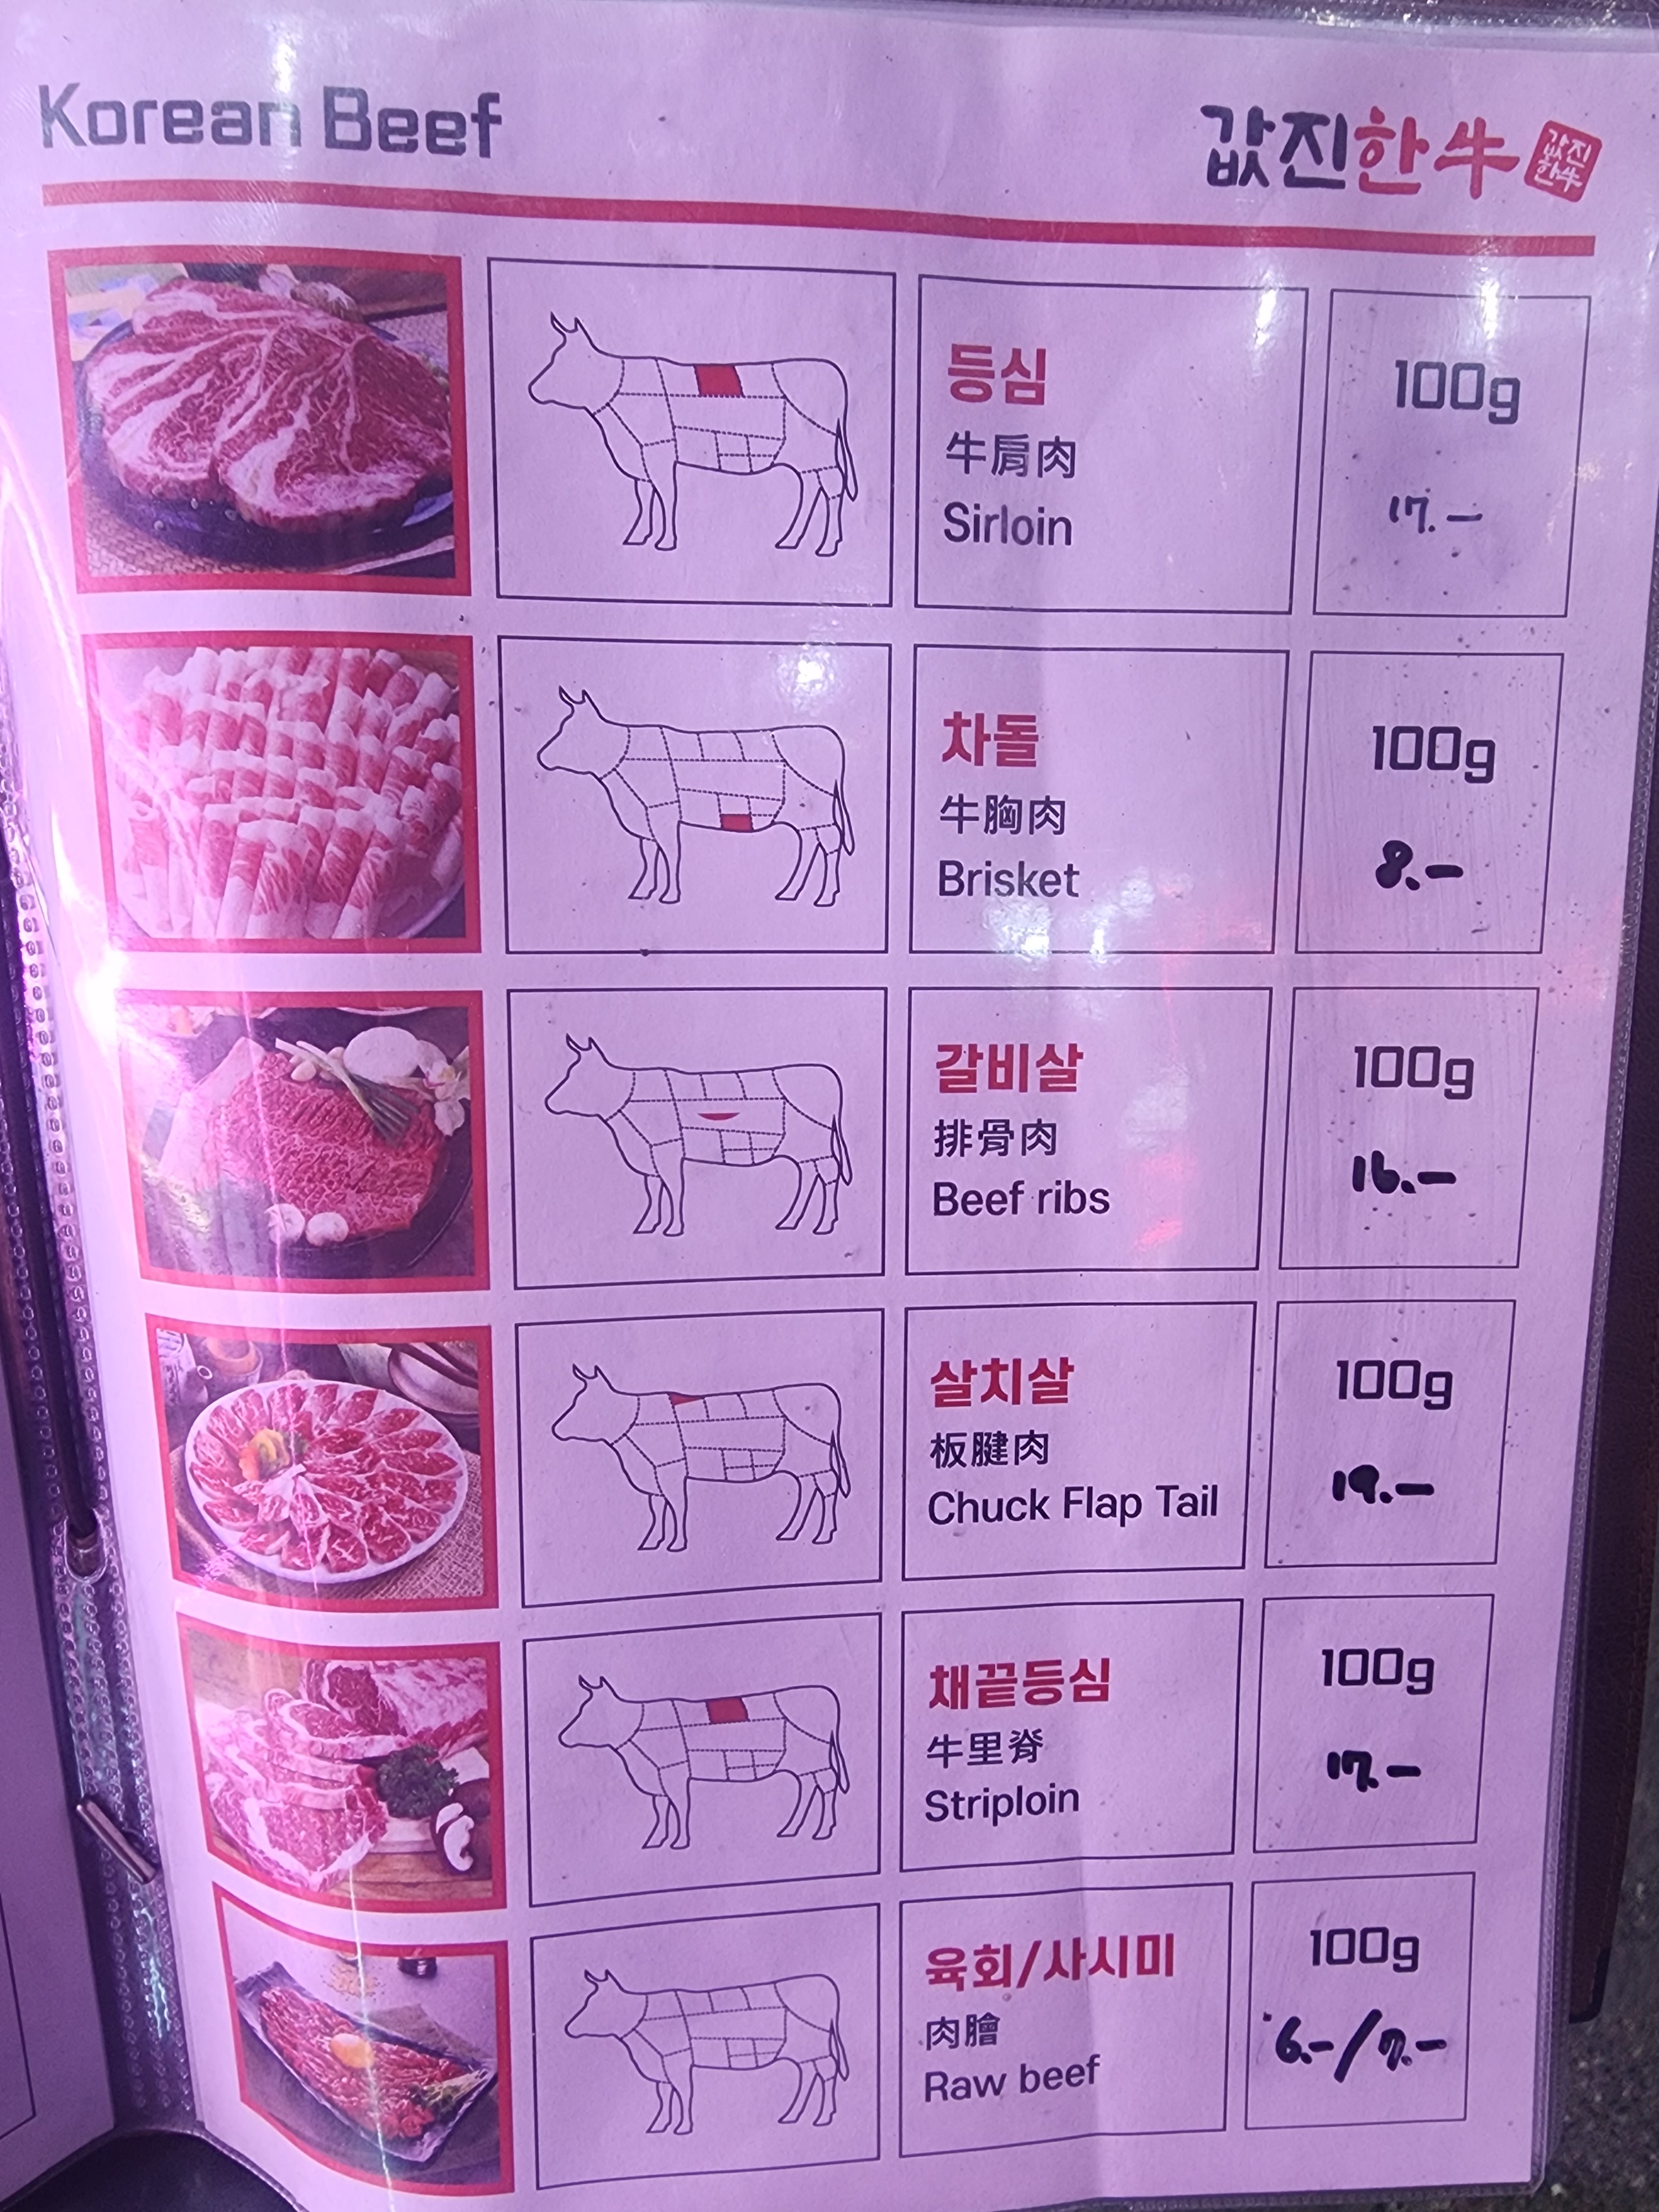 Korean Beef
값진한牛
값진
한牛
등심
牛肩肉
Sirloin
100g
17.-
차돌
牛胸肉
Brisket
100g
8.-
갈비살
排骨肉
Beef ribs
100g
16.-
살치살
板腱肉
Chuck Flap Tail
100g
19.-
채끝등심
牛里脊
Striploin
100g
17.-
육회/사시미
肉膾
Raw beef
100g
6.-/7.-